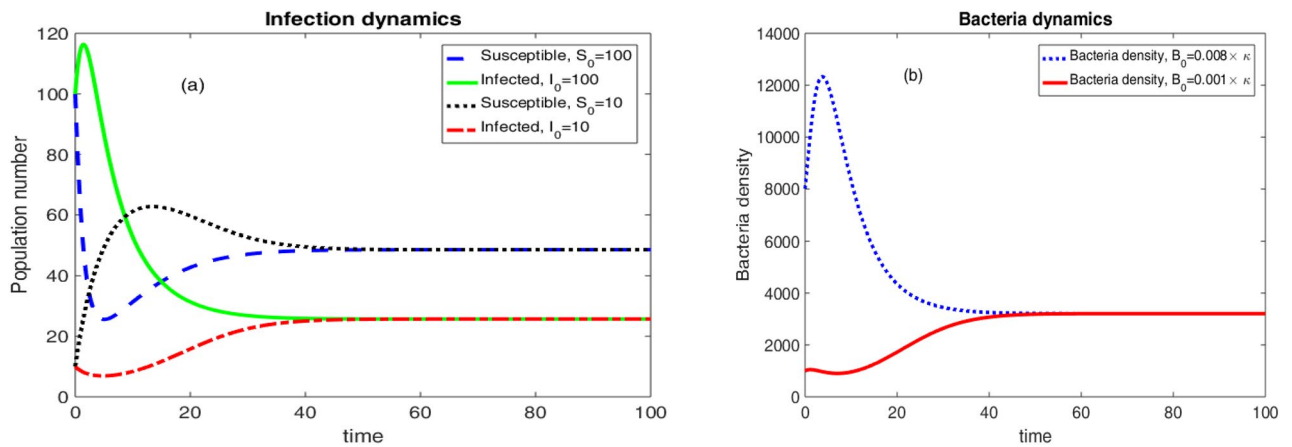 Infection dynamics
120
100
80
60
40
20
0
Population number
(a)
Susceptible, S0=100
Infected, I0=100
Susceptible, S0=10
Infected, I0=10
0 20 40 60 80 100
time
Bacteria dynamics
14000
12000
10000
8000
6000
4000
2000
0
Bacteria density
(b)
Bacteria density, B0=0.008× κ
Bacteria density, B0=0.001× κ
0 20 40 60 80 100
time